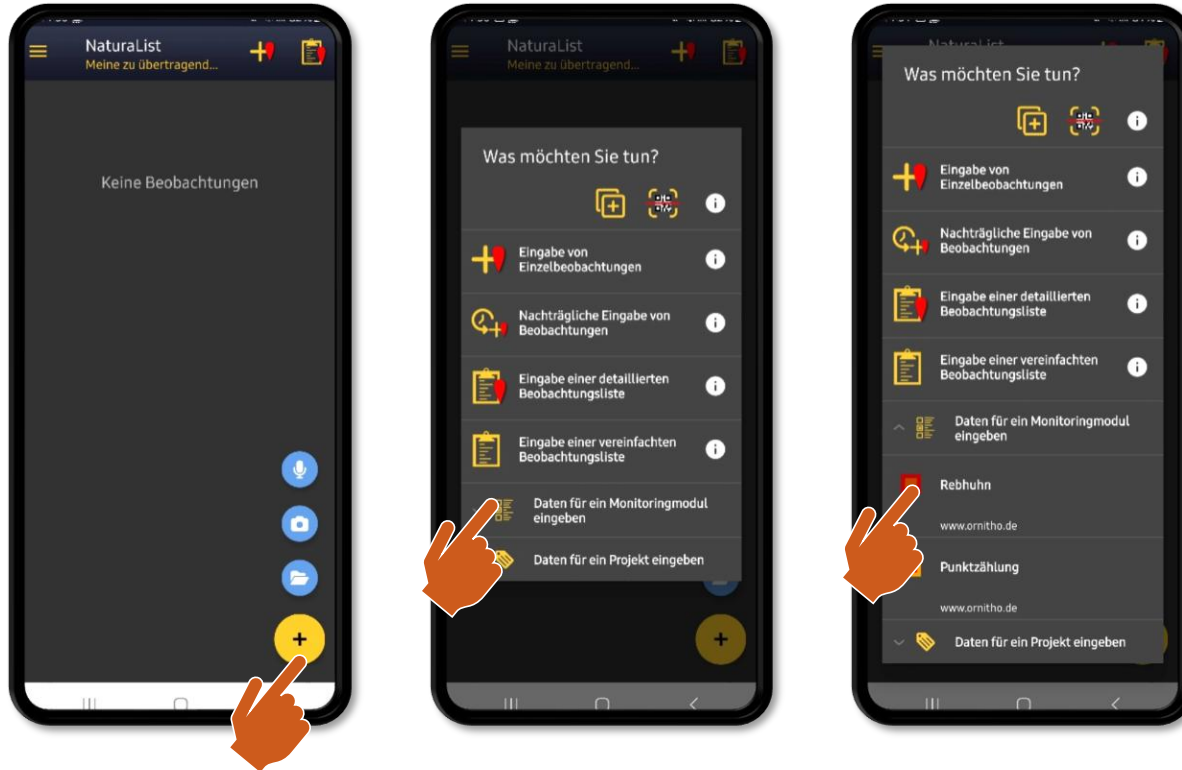 NaturaList
Meine zu übertragend...
Keine Beobachtungen
NaturaList
Meine zu übertragend...
Was möchten Sie tun?
Eingabe von
Einzelbeobachtungen
Nachträgliche Eingabe von
Beobachtungen
Eingabe einer detaillierten
Beobachtungsliste
Eingabe einer vereinfachten
Beobachtungsliste
Daten für ein Monitoringmodul
eingeben
Daten für ein Projekt eingeben
NaturaList
Was möchten Sie tun?
Eingabe von
Einzelbeobachtungen
Nachträgliche Eingabe von
Beobachtungen
Eingabe einer detaillierten
Beobachtungsliste
Eingabe einer vereinfachten
Beobachtungsliste
Daten für ein Monitoringmodul
eingeben
Rebhuhn
www.ornitho.de
Punktzählung
www.ornitho.de
Daten für ein Projekt eingeben